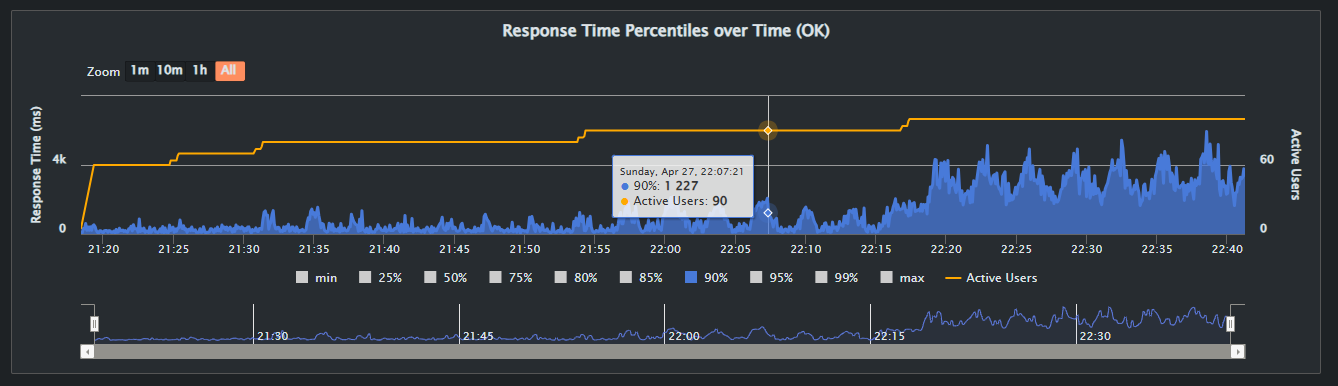 Response Time Percentiles over Time (OK)
Zoom 1m 10m 1h All
Response Time (ms)
4k
0
Sunday, Apr 27, 22:07:21
90%: 1 227
Active Users: 90
60
0
Active Users
21:20 21:25 21:30 21:35 21:40 21:45 21:50 21:55 22:00 22:05 22:10 22:15 22:20 22:25 22:30 22:35 22:40
min 25% 50% 75% 80% 85% 90% 95% 99% max Active Users
21:30 21:45 22:00 22:15 22:30